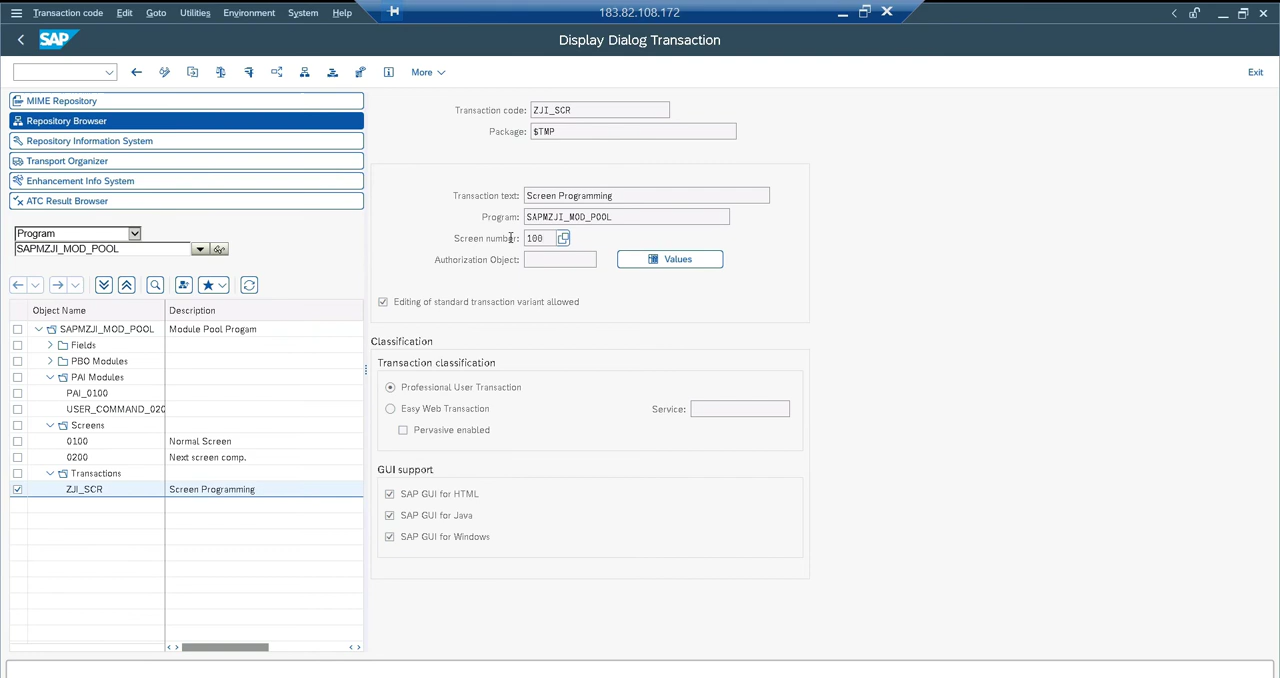 Transaction code Edit Goto Utilities Environment System Help
183.82.108.172
SAP
Display Dialog Transaction
More
Exit
MIME Repository
Repository Browser
Repository Information System
Transport Organizer
Enhancement Info System
ATC Result Browser
Program
SAPMZJI_MOD_POOL
Object Name Description
SAPMZJI_MOD_POOL Module Pool Progam
Fields
PBO Modules
PAI Modules
PAI_0100
USER_COMMAND_020
Screens
0100 Normal Screen
0200 Next screen comp.
Transactions
ZJI_SCR Screen Programming
Transaction code: ZJI_SCR
Package: $TMP
Transaction text: Screen Programming
Program: SAPMZJI_MOD_POOL
Screen number: 100
Authorization Object: Values
Editing of standard transaction variant allowed
Classification
Transaction classification
Professional User Transaction
Easy Web Transaction Service:
Pervasive enabled
GUI support
SAP GUI for HTML
SAP GUI for Java
SAP GUI for Windows